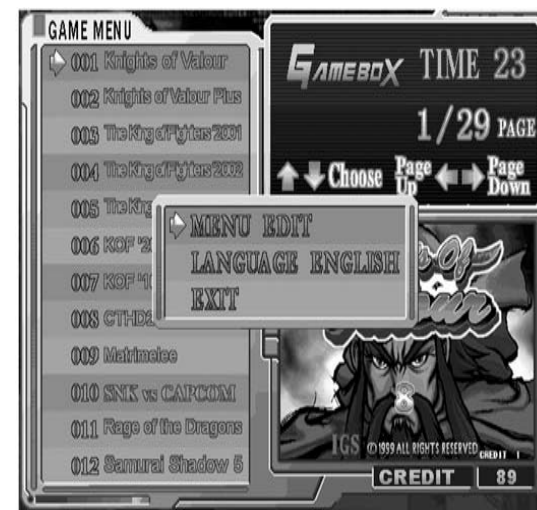 GAME MENU
001 Knights of Valour
002 Knights of Valour Plus
003 The King of Fighters 2001
004 The King of Fighters 2002
005 The King
006 KOF '2
007 KOF '1
008 CTHD2
009 Matrimelee
010 SNK vs CAPCOM
011 Rage of the Dragons
012 Samurai Shadow 5
GAMEBOX TIME 23
1/29 PAGE
Choose Page Up Page Down
MENU EDIT
LANGUAGE ENGLISH
EXIT
Of
8
IGS © 1999 ALL RIGHTS RESERVED
CREDIT 1
CREDIT 89